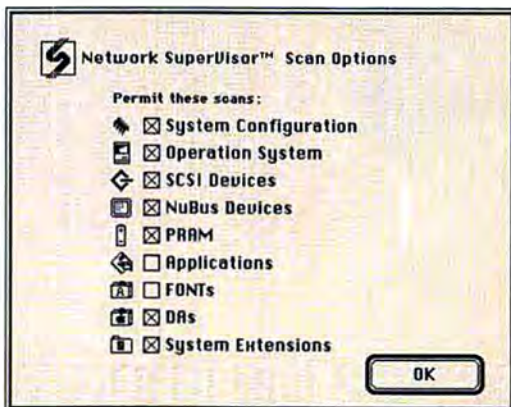 Network SuperVisor™ Scan Options
Permit these scans:
System Configuration
Operation System
SCSI Devices
NuBus Devices
PRAM
Applications
FONTs
DAs
System Extensions
OK